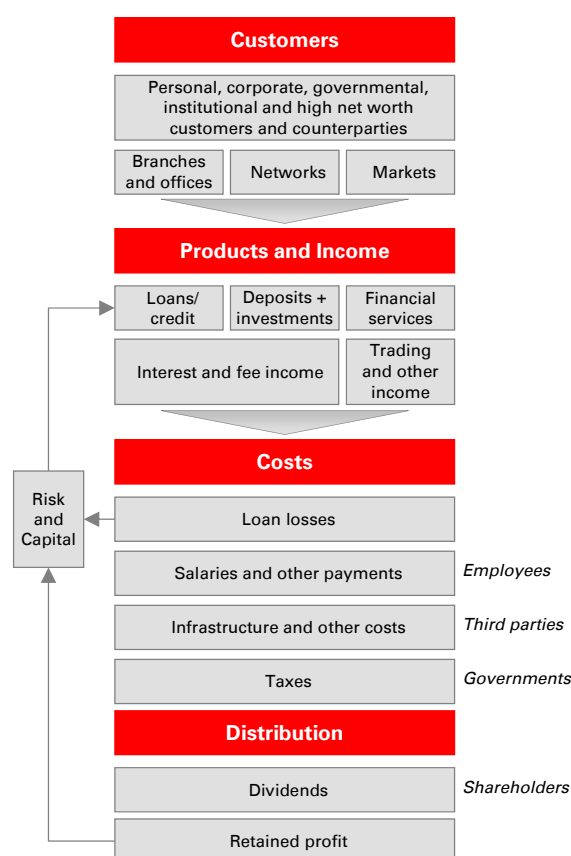 Customers
Personal, corporate, governmental,
institutional and high net worth
customers and counterparties
Branches
and offices
Networks
Markets
Products and Income
Loans/
credit
Deposits +
investments
Financial
services
Interest and fee income
Trading
and other
income
Costs
Risk
and
Capital
Loan losses
Salaries and other payments
Employees
Infrastructure and other costs
Third parties
Taxes
Governments
Distribution
Dividends
Shareholders
Retained profit